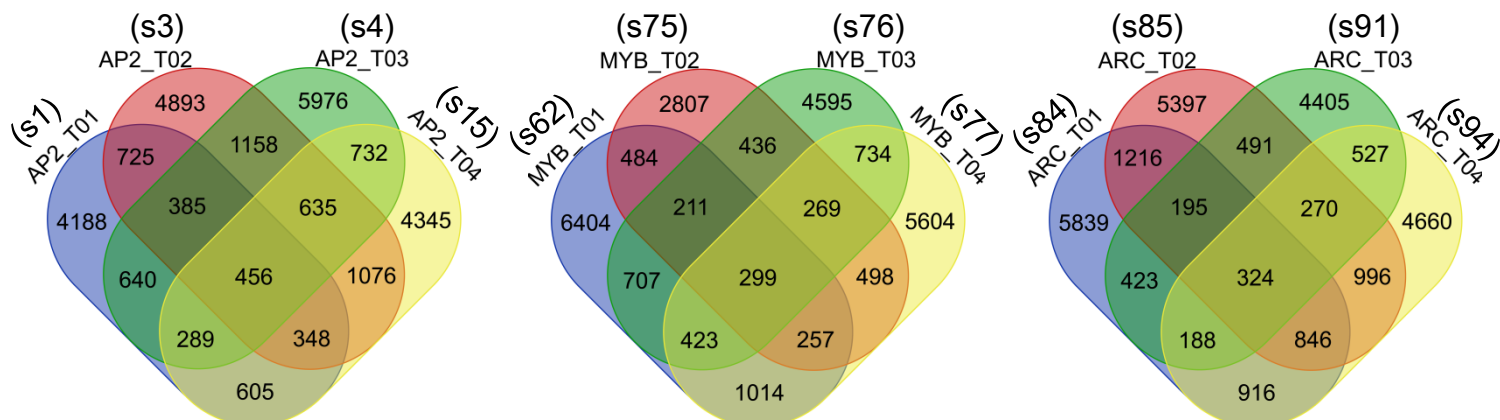 (s3) (s4) (s75) (s76) (s85) (s91)
AP2_T02 AP2_T03 MYB_T02 MYB_T03 ARC_T02 ARC_T03
(s1) (s15) (s62) (s77) (s84) (s94)
AP2_T01 AP2_T04 MYB_T01 MYB_T04 ARC_T01 ARC_T04
4893 5976 2807 4595 5397 4405
725 1158 732 484 436 734 1216 491 527
385 635 211 269 195 270
4188 4345 6404 5604 5839 4660
640 456 1076 707 299 498 423 324 996
289 348 423 257 188 846
605 1014 916